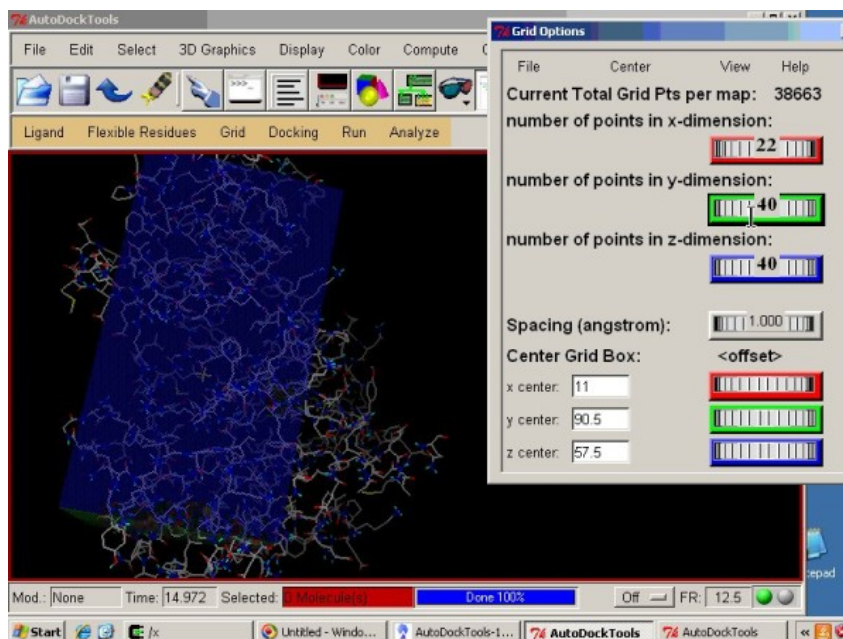 AutoDockTools
Grid Options
File Edit Select 3D Graphics Display Color Compute
File Center View Help
Current Total Grid Pts per map: 38663
number of points in x-dimension:
22
number of points in y-dimension:
40
number of points in z-dimension:
40
Ligand Flexible Residues Grid Docking Run Analyze
Spacing (angstrom): 1.000
Center Grid Box: <offset>
x center: 11
y center: 90.5
z center: 57.5
epad
Mod.: None Time: 14.972 Selected: 0 Molecule(s) Done 100% Off FR: 12.5
Start /x Untitled - Windo... AutoDockTools-1... AutoDockTools AutoDockTools «